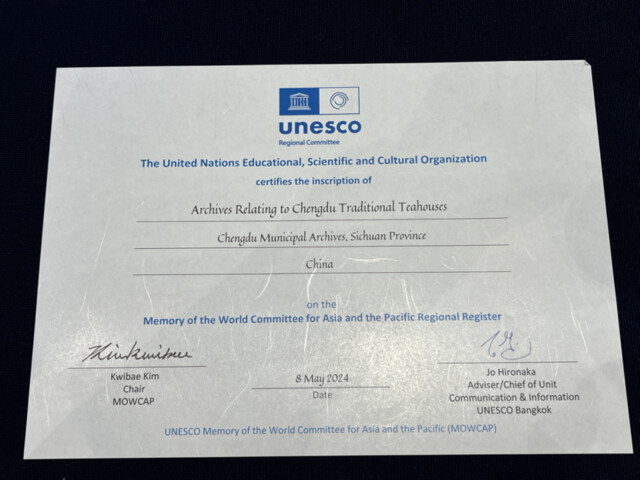 unesco
Regional Committee
The United Nations Educational, Scientific and Cultural Organization
certifies the inscription of
Archives Relating to Chengdu Traditional Teahouses
Chengdu Municipal Archives, Sichuan Province
China
on the
Memory of the World Committee for Asia and the Pacific Regional Register
Kwibae Kim
Chair
MOWCAP
8 May 2024
Date
Jo Hironaka
Adviser/Chief of Unit
Communication & Information
UNESCO Bangkok
UNESCO Memory of the World Committee for Asia and the Pacific (MOWCAP)